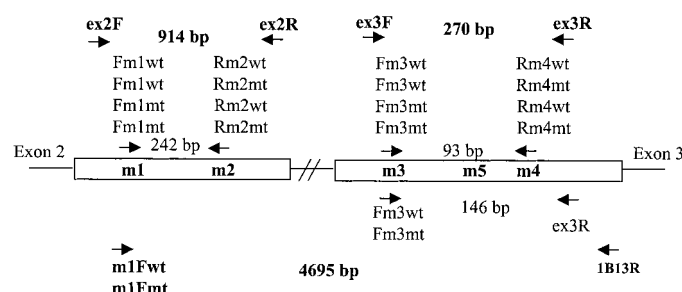 ex2F 914 bp ex2R ex3F 270 bp ex3R
Fm1wt Rm2wt Fm3wt Rm4wt
Fm1wt Rm2mt Fm3wt Rm4mt
Fm1mt Rm2wt Fm3mt Rm4wt
Fm1mt Rm2mt Fm3mt Rm4mt
Exon 2 242 bp 93 bp Exon 3
m1 m2 m3 m5 m4
Fm3wt 146 bp ex3R
Fm3mt
m1Fwt 4695 bp 1B13R
m1Fmt